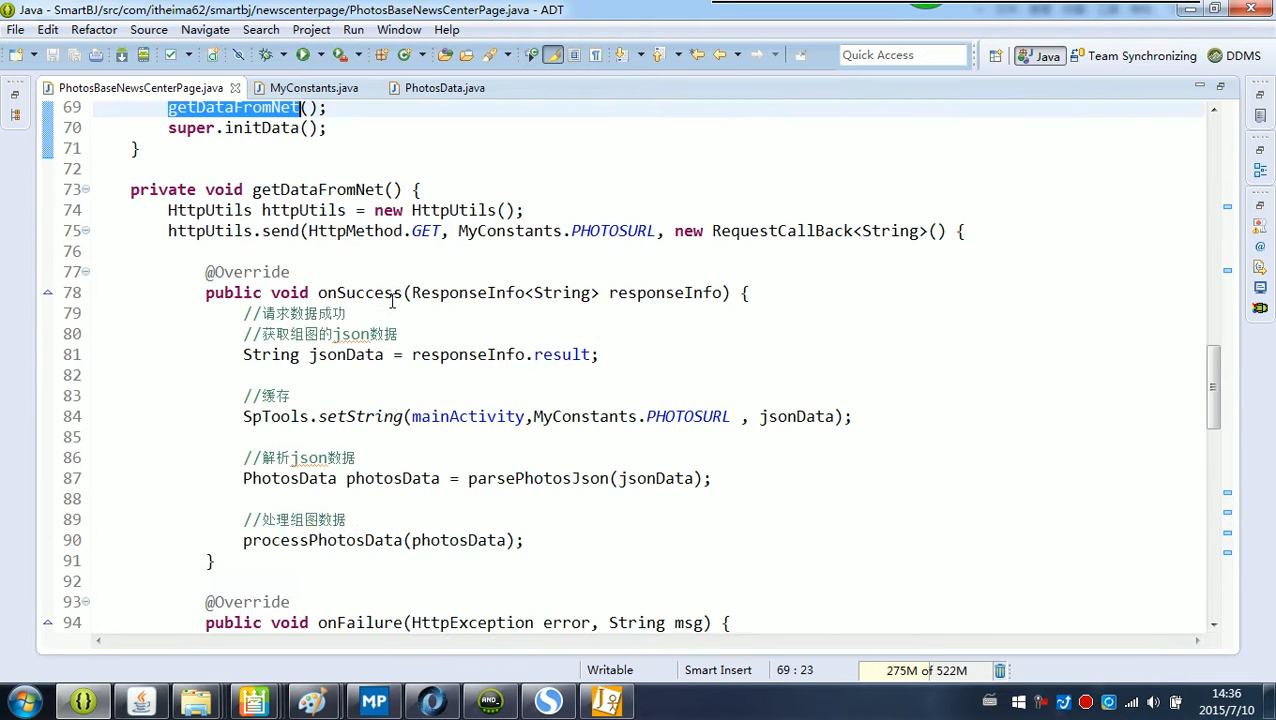 Java - SmartBJ/src/com/itheima62/smartbj/newscenterpage/PhotosBaseNewsCenterPage.java - ADT
File Edit Refactor Source Navigate Search Project Run Window Help
Quick Access Java Team Synchronizing DDMS
PhotosBaseNewsCenterPage.java MyConstants.java PhotosData.java
69 getDataFromNet();
70 super.initData();
71 }
72
73 private void getDataFromNet() {
74 HttpUtils httpUtils = new HttpUtils();
75 httpUtils.send(HttpMethod.GET, MyConstants.PHOTOSURL, new RequestCallBack<String>() {
76
77 @Override
78 public void onSuccess(ResponseInfo<String> responseInfo) {
79 //请求数据成功
80 //获取组图的json数据
81 String jsonData = responseInfo.result;
82
83 //缓存
84 SpTools.setString(mainActivity,MyConstants.PHOTOSURL , jsonData);
85
86 //解析json数据
87 PhotosData photosData = parsePhotosJson(jsonData);
88
89 //处理组图数据
90 processPhotosData(photosData);
91 }
92
93 @Override
94 public void onFailure(HttpException error, String msg) {
Writable Smart Insert 69 : 23 275M of 522M
MP AND_
14:36
2015/7/10